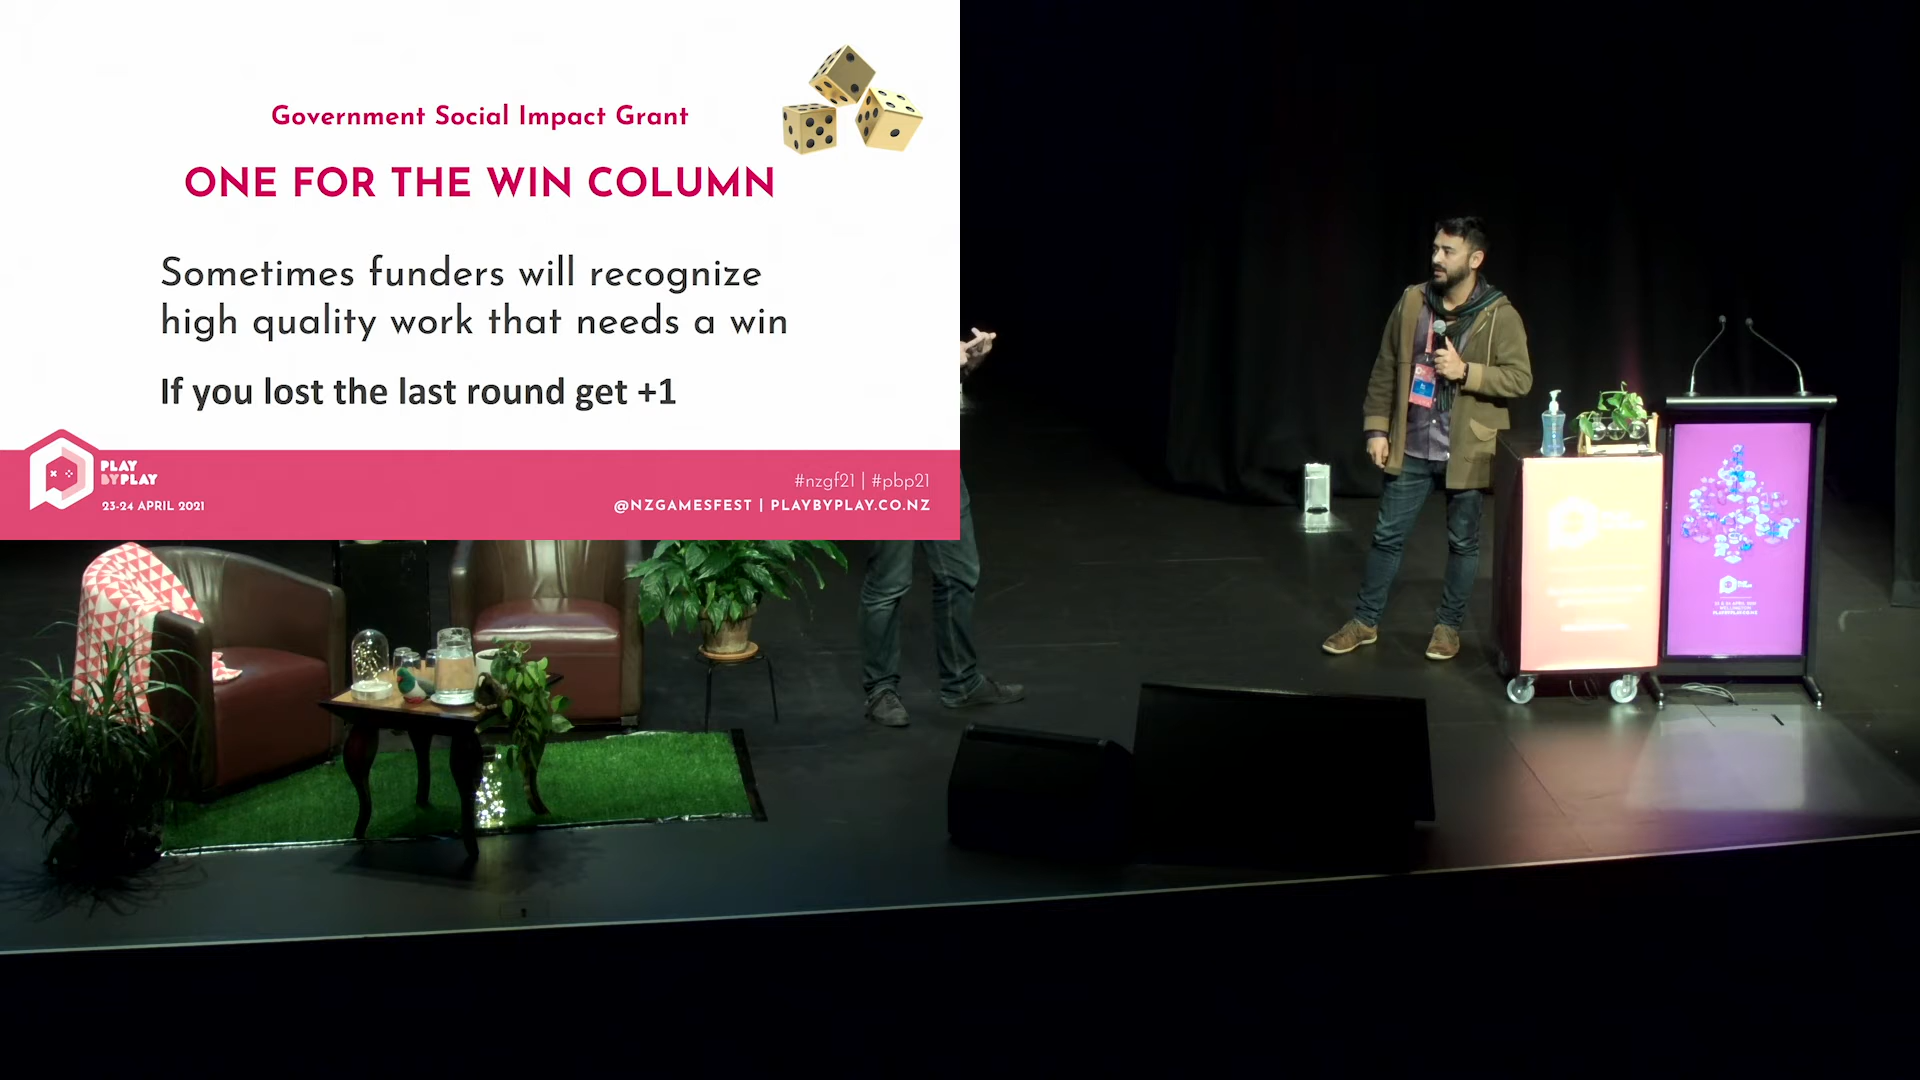 Government Social Impact Grant
ONE FOR THE WIN COLUMN
Sometimes funders will recognize
high quality work that needs a win
If you lost the last round get +1
PLAY
BYPLAY
23-24 APRIL 2021
#nzgf21 | #pbp21
@NZGAMESFEST | PLAYBYPLAY.CO.NZ